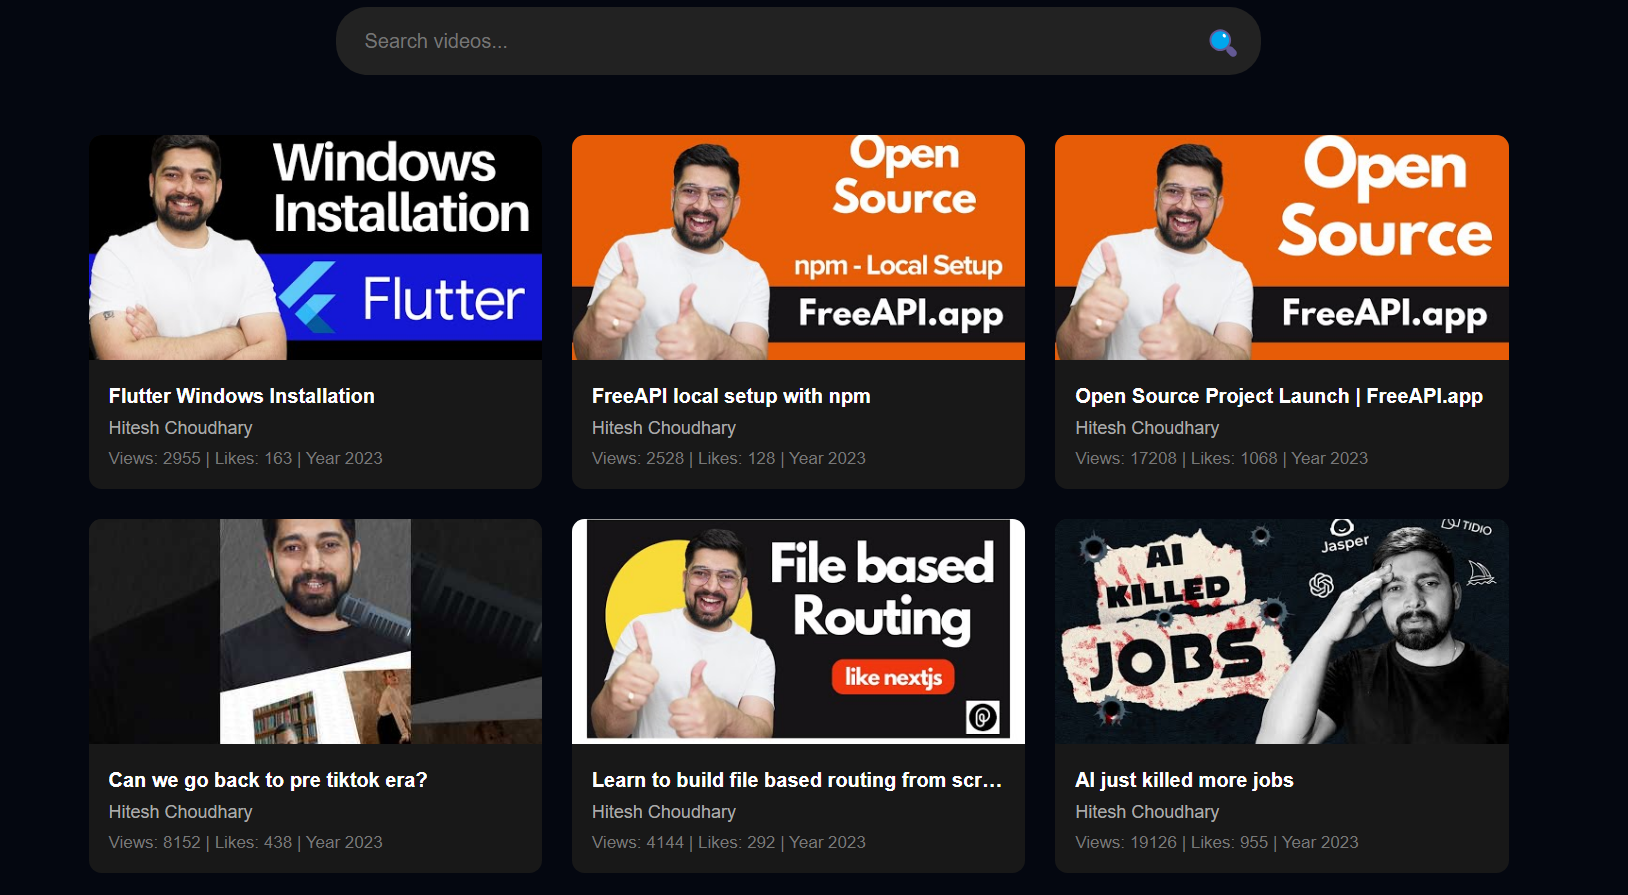 Search videos...
Windows
Installation
Flutter
Flutter Windows Installation
Hitesh Choudhary
Views: 2955 | Likes: 163 | Year 2023
Open
Source
npm - Local Setup
FreeAPI.app
FreeAPI local setup with npm
Hitesh Choudhary
Views: 2528 | Likes: 128 | Year 2023
Open
Source
FreeAPI.app
Open Source Project Launch | FreeAPI.app
Hitesh Choudhary
Views: 17208 | Likes: 1068 | Year 2023
Can we go back to pre tiktok era?
Hitesh Choudhary
Views: 8152 | Likes: 438 | Year 2023
File based
Routing
like nextjs
Learn to build file based routing from scr...
Hitesh Choudhary
Views: 4144 | Likes: 292 | Year 2023
Jasper
TIDIO
AI
KILLED
JOBS
AI just killed more jobs
Hitesh Choudhary
Views: 19126 | Likes: 955 | Year 2023